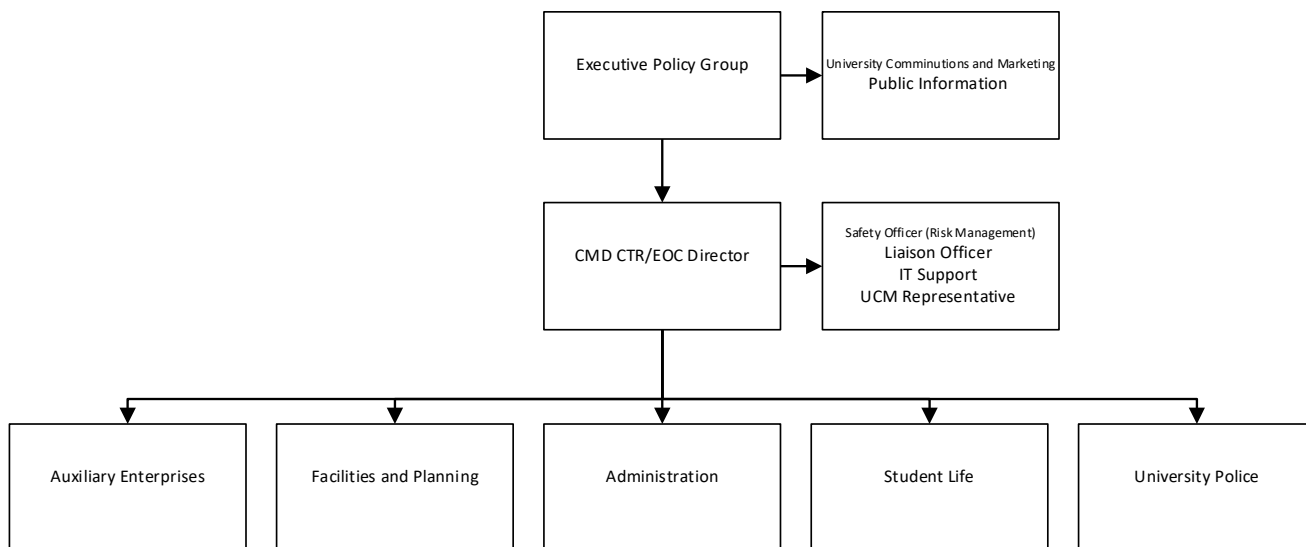 Executive Policy Group
University Comminutions and Marketing
Public Information
CMD CTR/EOC Director
Safety Officer (Risk Management)
Liaison Officer
IT Support
UCM Representative
Auxiliary Enterprises
Facilities and Planning
Administration
Student Life
University Police